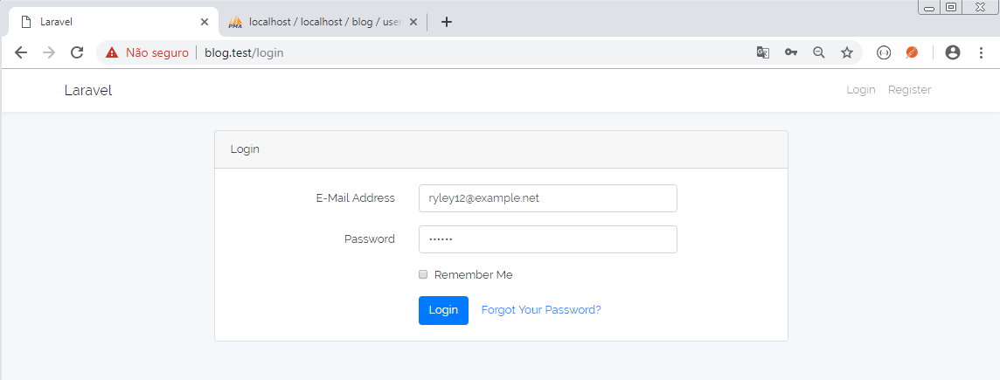 Laravel
PMA localhost / localhost / blog / user
Não seguro | blog.test/login
Laravel
Login Register
Login
E-Mail Address ryley12@example.net
Password ••••••
Remember Me
Login Forgot Your Password?